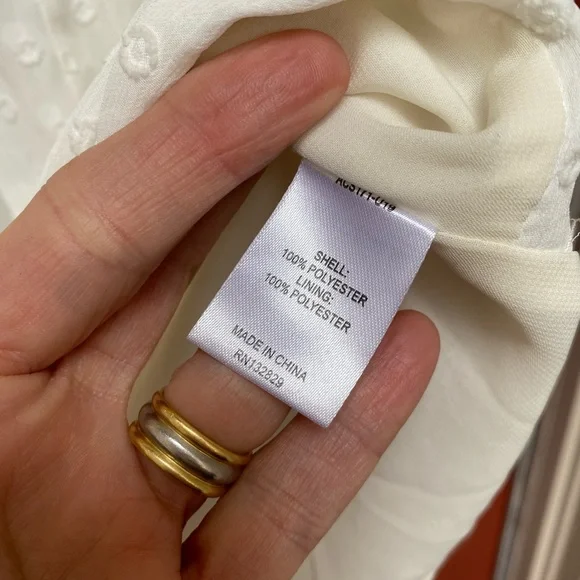 SHELL:
100% POLYESTER
LINING:
100% POLYESTER
MADE IN CHINA
RN132829